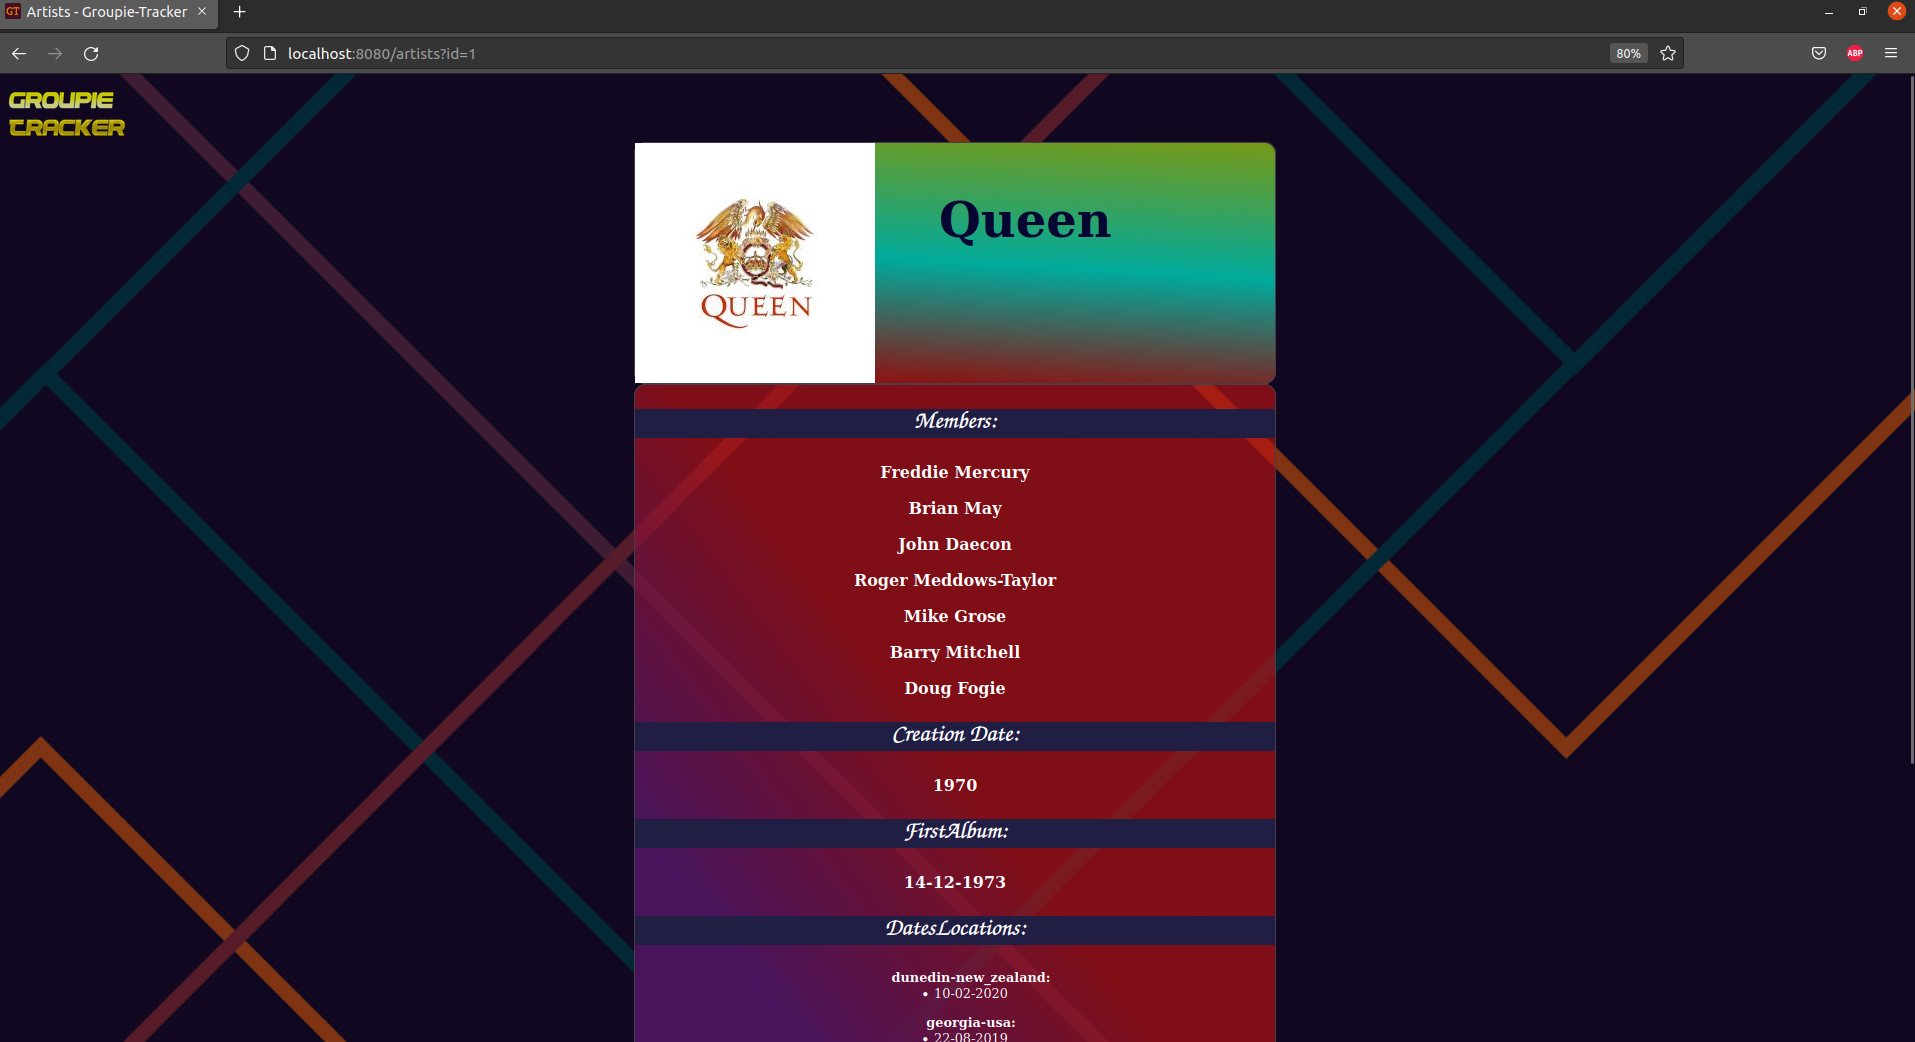 GT Artists - Groupie-Tracker
localhost:8080/artists?id=1
80%
ABP
GROUPIE
TRACKER
Queen
QUEEN
Members:
Freddie Mercury
Brian May
John Daecon
Roger Meddows-Taylor
Mike Grose
Barry Mitchell
Doug Fogie
Creation Date:
1970
FirstAlbum:
14-12-1973
DatesLocations:
dunedin-new_zealand:
• 10-02-2020
georgia-usa:
• 22-08-2019